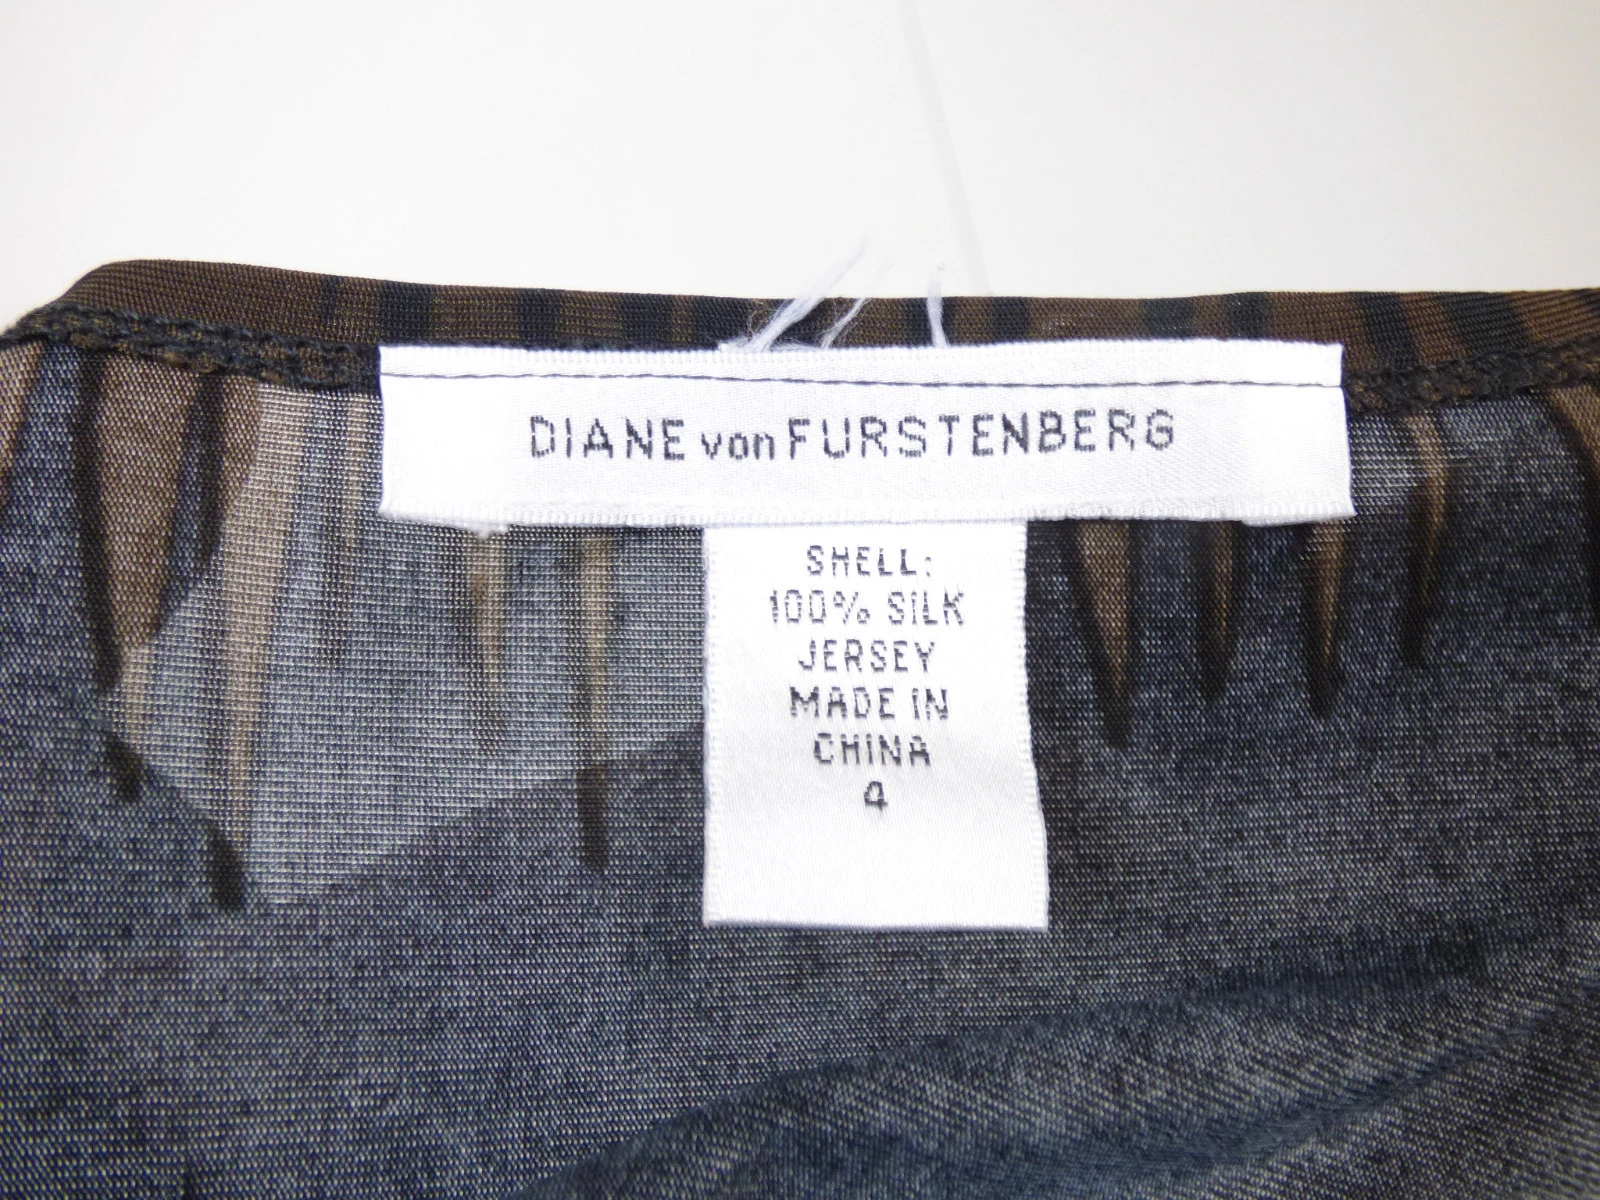 DIANE von FURSTENBERG
SHELL:
100% SILK
JERSEY
MADE IN
CHINA
4